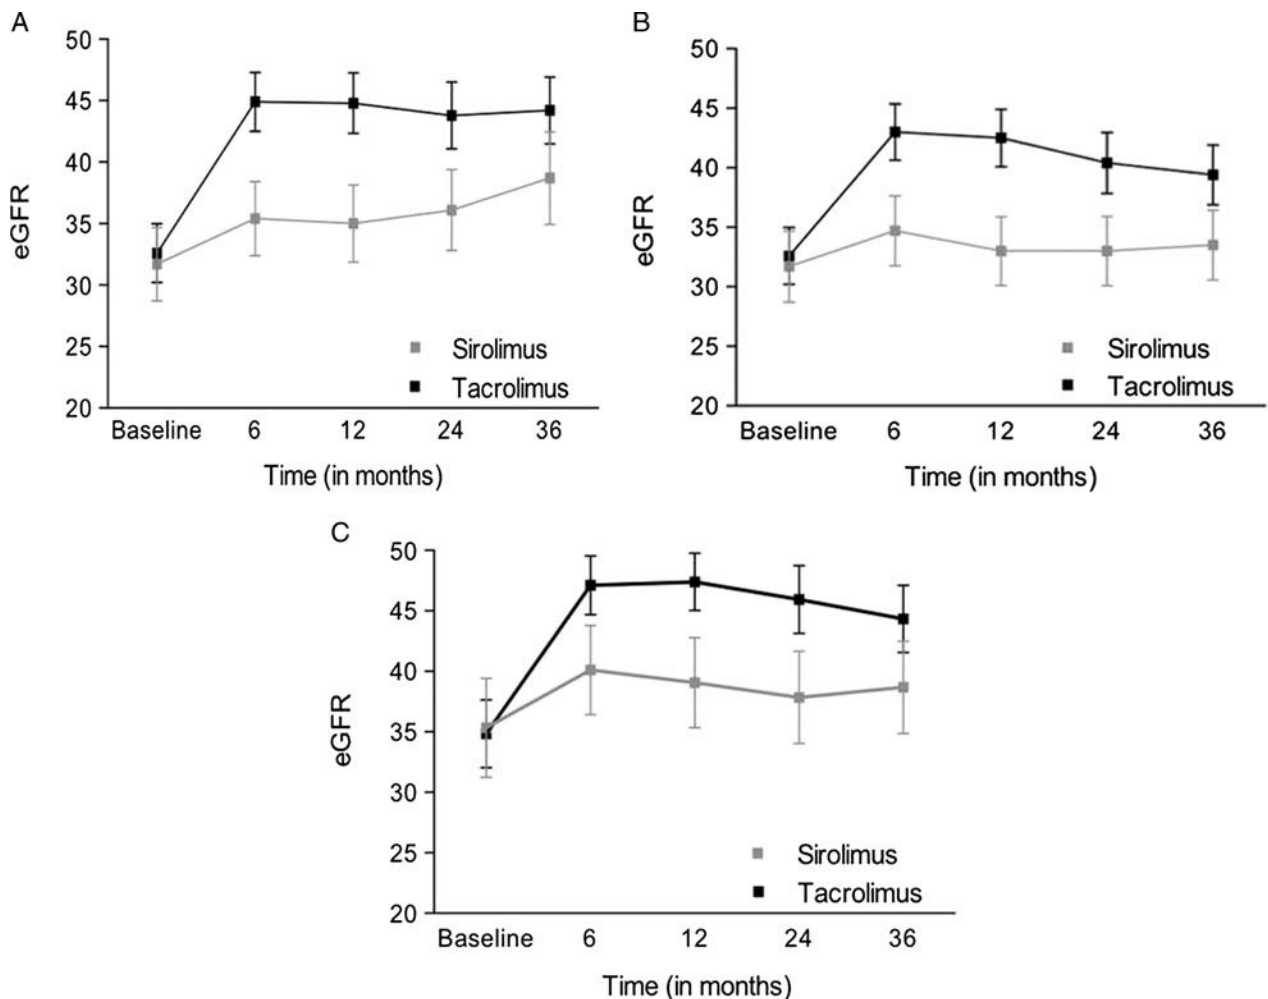 A
50
45
40
35
30
25
20
eGFR
Sirolimus
Tacrolimus
Baseline 6 12 24 36
Time (in months)
B
50
45
40
35
30
25
20
eGFR
Sirolimus
Tacrolimus
Baseline 6 12 24 36
Time (in months)
C
50
45
40
35
30
25
20
eGFR
Sirolimus
Tacrolimus
Baseline 6 12 24 36
Time (in months)